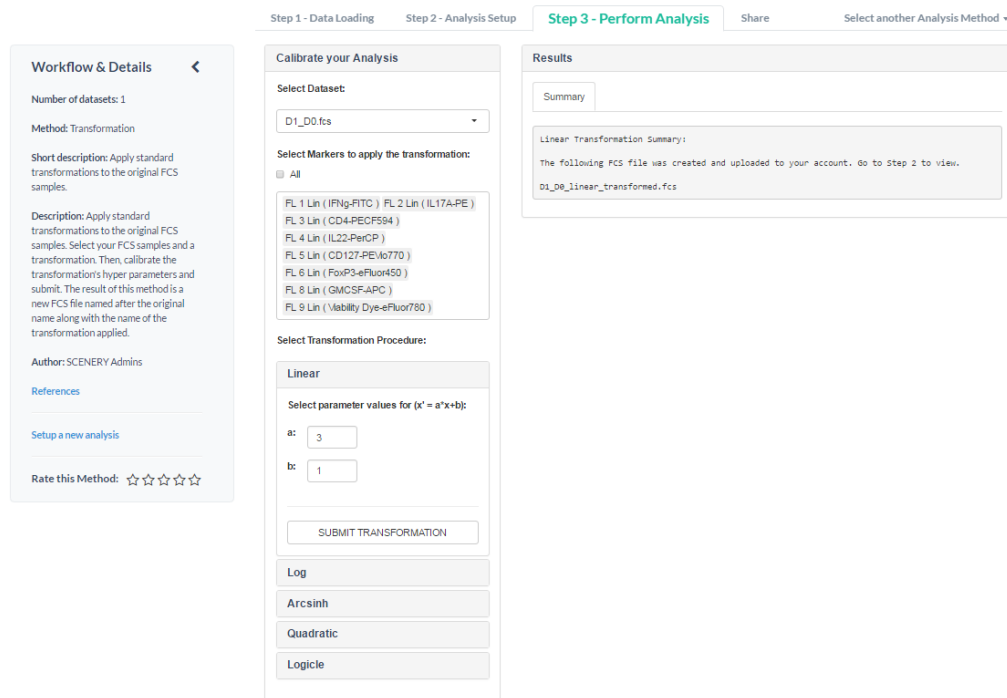 Step 1 - Data Loading
Step 2 - Analysis Setup
Step 3 - Perform Analysis
Share
Select another Analysis Method
Workflow & Details
Number of datasets: 1
Method: Transformation
Short description: Apply standard
transformations to the original FCS
samples.
Description: Apply standard
transformations to the original FCS
samples. Select your FCS samples and a
transformation. Then, calibrate the
transformation's hyper parameters and
submit. The result of this method is a
new FCS file named after the original
name along with the name of the
transformation applied.
Author: SCENERY Admins
References
Setup a new analysis
Rate this Method:
Calibrate your Analysis
Select Dataset:
D1_D0.fcs
Select Markers to apply the transformation:
All
FL 1 Lin ( IFNg-FITC ) FL 2 Lin ( IL17A-PE )
FL 3 Lin ( CD4-PECF594 )
FL 4 Lin ( IL22-PerCP )
FL 5 Lin ( CD127-PEVio770 )
FL 6 Lin ( FoxP3-eFluor450 )
FL 8 Lin ( GMCSF-APC )
FL 9 Lin ( Viability Dye-eFluor780 )
Select Transformation Procedure:
Linear
Select parameter values for (x' = a*x+b):
a: 3
b: 1
SUBMIT TRANSFORMATION
Log
Arcsinh
Quadratic
Logicle
Results
Summary
Linear Transformation Summary:
The following FCS file was created and uploaded to your account. Go to Step 2 to view.
D1_D0_linear_transformed.fcs